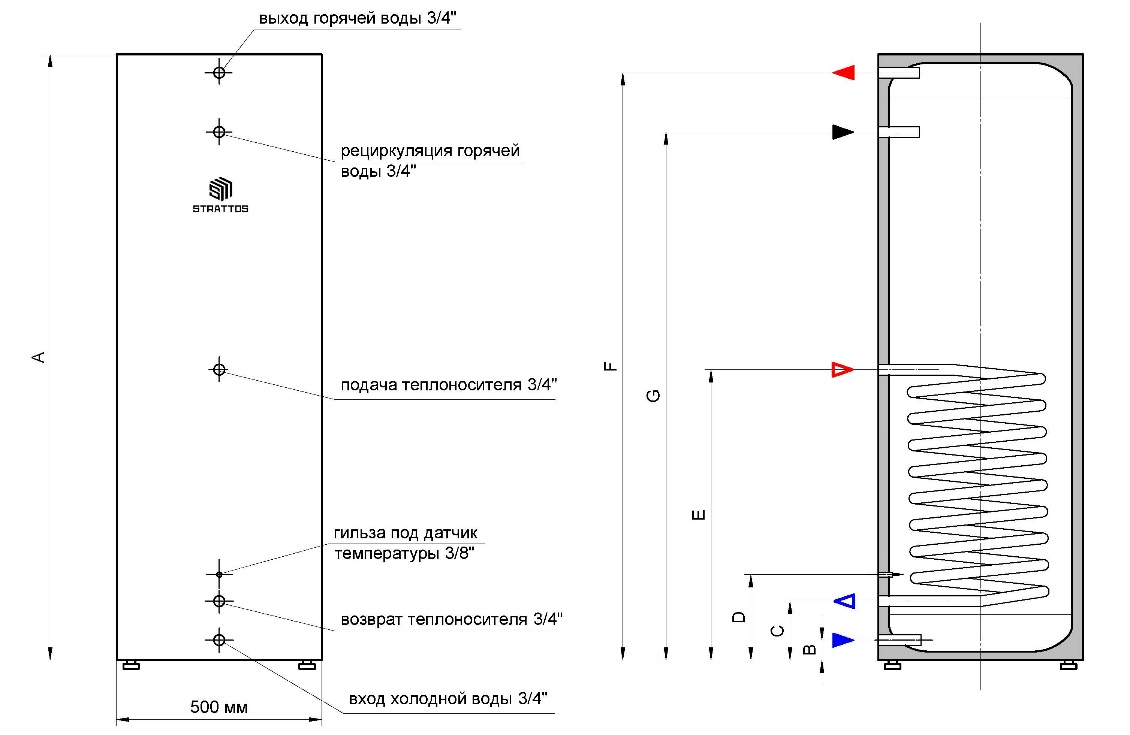 выход горячей воды 3/4"
рециркуляция горячей
воды 3/4"
STRATTOS
A
F
G
подача теплоносителя 3/4"
E
гильза под датчик
температуры 3/8"
D
C
B
возврат теплоносителя 3/4"
вход холодной воды 3/4"
500 мм